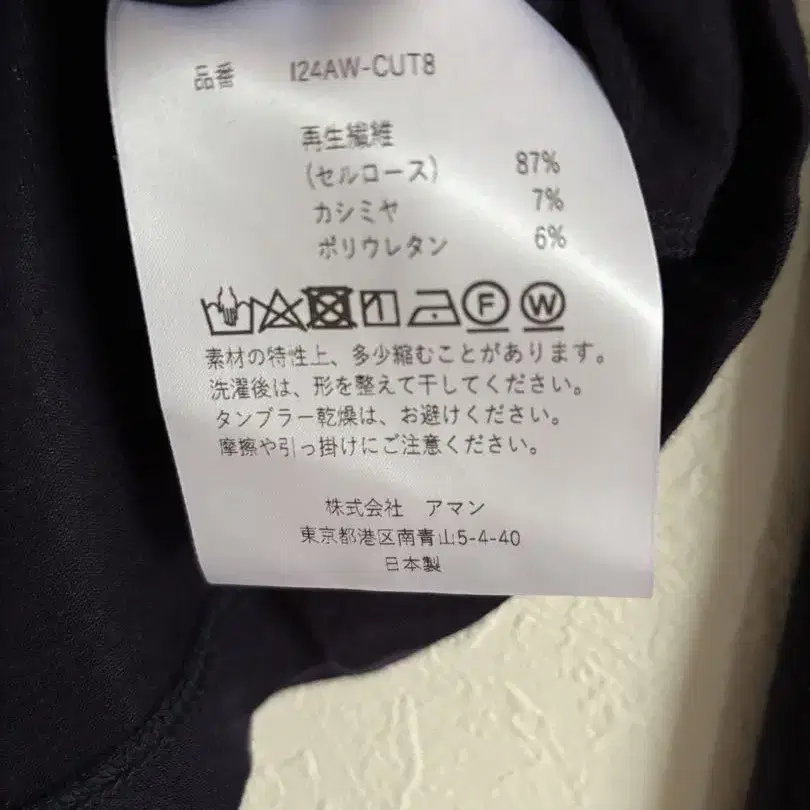 品番 I24AW-CUT8
再生繊維
(セルロース) 87%
カシミヤ 7%
ポリウレタン 6%
F W
素材の特性上、多少縮むことがあります。
洗濯後は、形を整えて干してください。
タンブラー乾燥は、お避けください。
摩擦や引っ掛けにご注意ください。
株式会社 アマン
東京都港区南青山5-4-40
日本製